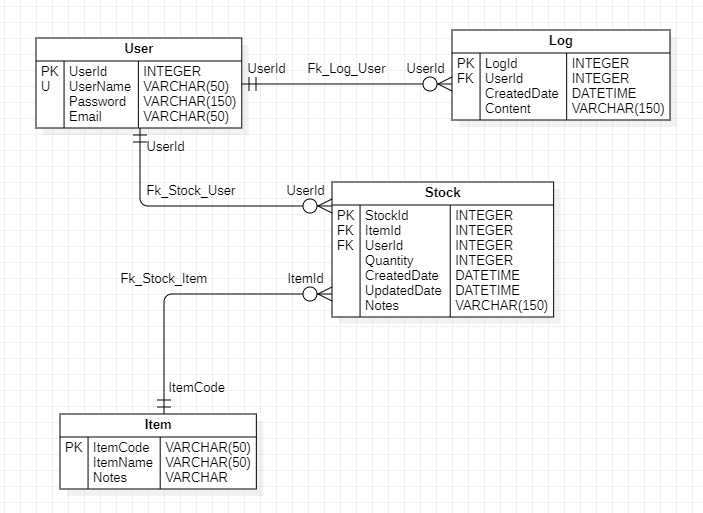 User
PK UserId INTEGER
U UserName VARCHAR(50)
Password VARCHAR(150)
Email VARCHAR(50)
UserId Fk_Log_User UserId
Log
PK LogId INTEGER
FK UserId INTEGER
CreatedDate DATETIME
Content VARCHAR(150)
UserId
Fk_Stock_User UserId
Stock
PK StockId INTEGER
FK ItemId INTEGER
FK UserId INTEGER
Quantity INTEGER
CreatedDate DATETIME
UpdatedDate DATETIME
Notes VARCHAR(150)
Fk_Stock_Item ItemId
ItemCode
Item
PK ItemCode VARCHAR(50)
ItemName VARCHAR(50)
Notes VARCHAR